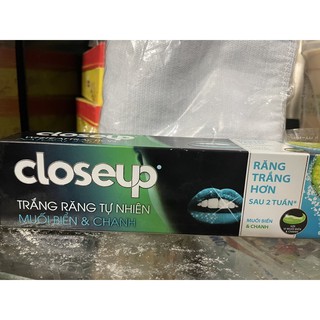 closeup
TRẮNG RĂNG TỰ NHIÊN
MUỐI BIỂN & CHANH
RĂNG
TRẮNG
HƠN
SAU 2 TUẦN*
MUỐI BIỂN
& CHANH